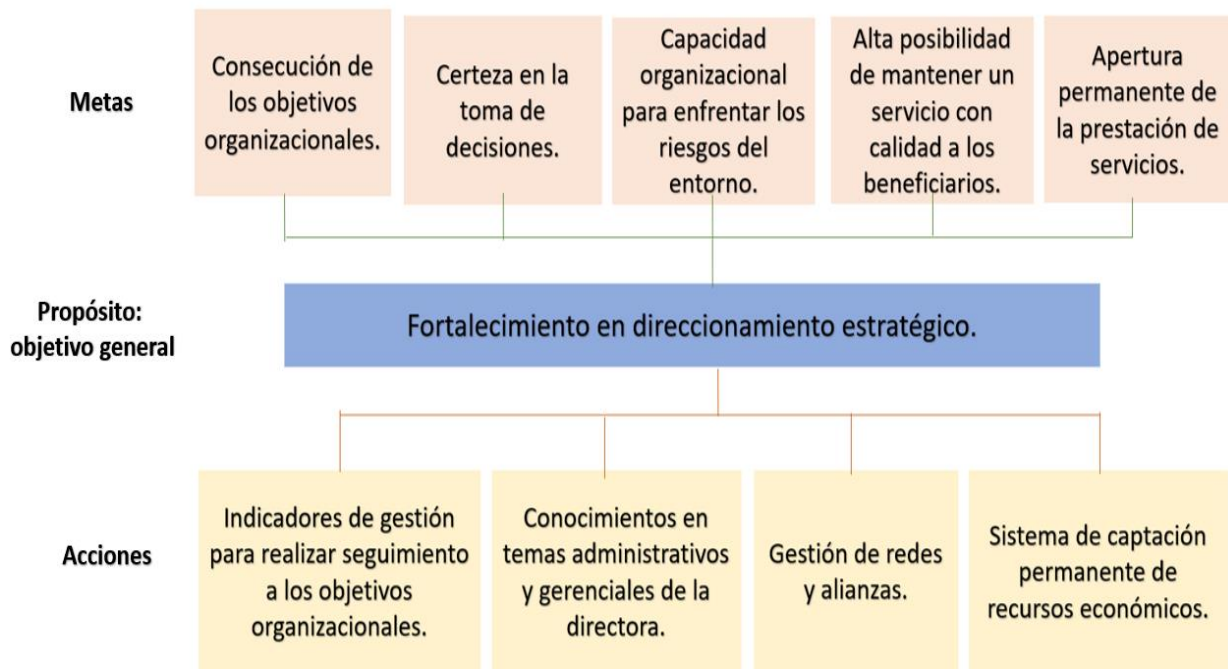 Metas
Consecución de
los objetivos
organizacionales.
Certeza en la
toma de
decisiones.
Capacidad
organizacional
para enfrentar los
riesgos del
entorno.
Alta posibilidad
de mantener un
servicio con
calidad a los
beneficiarios.
Apertura
permanente de
la prestación de
servicios.
Propósito:
objetivo general
Fortalecimiento en direccionamiento estratégico.
Acciones
Indicadores de gestión
para realizar seguimiento
a los objetivos
organizacionales.
Conocimientos en
temas administrativos
y gerenciales de la
directora.
Gestión de redes
y alianzas.
Sistema de captación
permanente de
recursos económicos.